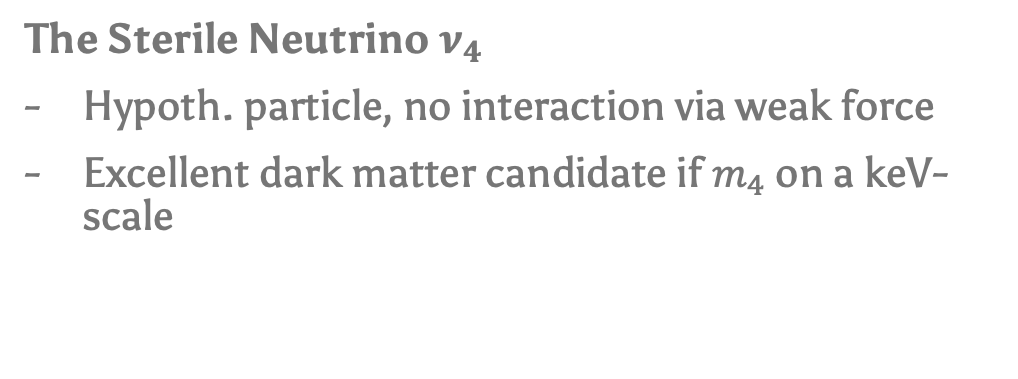 The Sterile Neutrino ν₄
- Hypoth. particle, no interaction via weak force
- Excellent dark matter candidate if m₄ on a keV-
scale